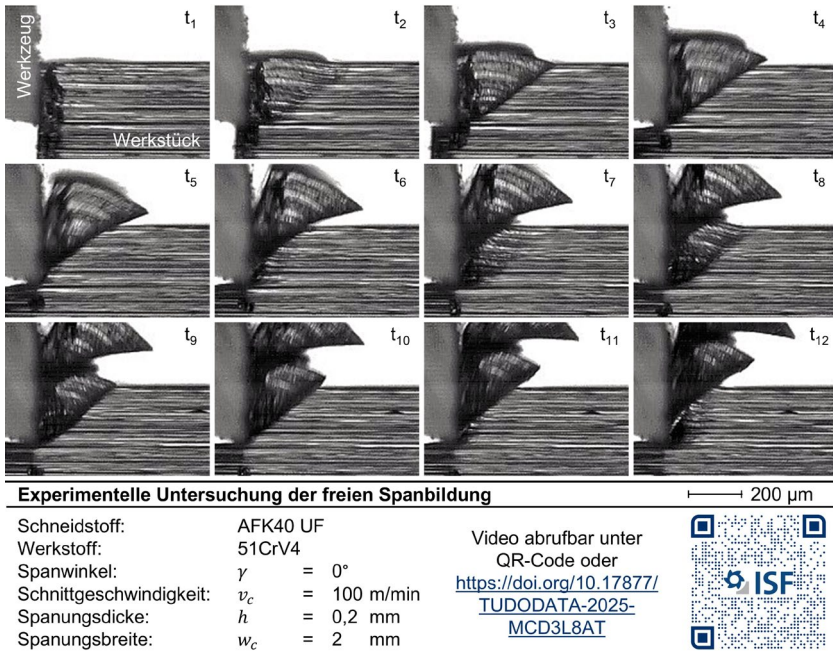 t1
t2
t3
t4
Werkzeug
Werkstück
t5
t6
t7
t8
t9
t10
t11
t12
Experimentelle Untersuchung der freien Spanbildung
200 µm
Schneidstoff: AFK40 UF
Werkstoff: 51CrV4
Spanwinkel: γ = 0°
Schnittgeschwindigkeit: vc = 100 m/min
Spanungsdicke: h = 0,2 mm
Spanungsbreite: wc = 2 mm
Video abrufbar unter
QR-Code oder
https://doi.org/10.17877/
TUDODATA-2025-
MCD3L8AT
ISF